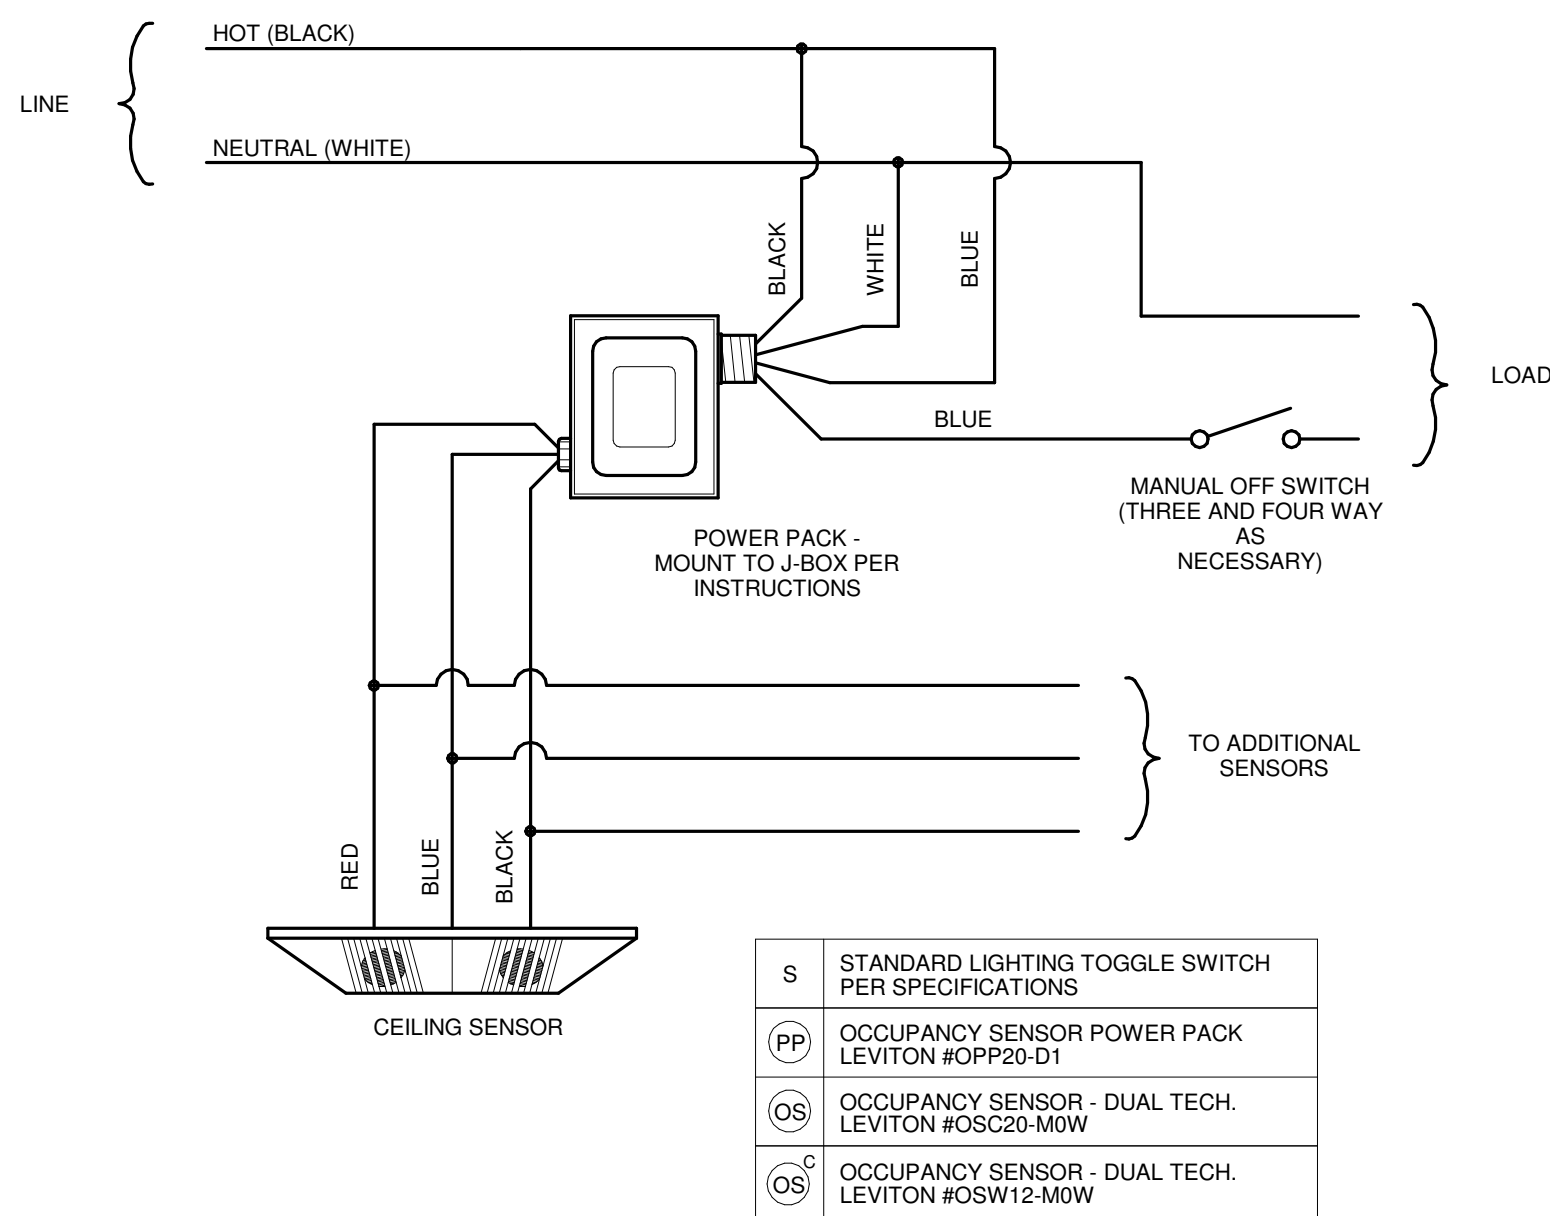 HOT (BLACK)
LINE
NEUTRAL (WHITE)
BLACK
WHITE
BLUE
LOAD
BLUE
MANUAL OFF SWITCH
(THREE AND FOUR WAY
AS
NECESSARY)
POWER PACK -
MOUNT TO J-BOX PER
INSTRUCTIONS
TO ADDITIONAL
SENSORS
RED
BLUE
BLACK
CEILING SENSOR
S
STANDARD LIGHTING TOGGLE SWITCH
PER SPECIFICATIONS
PP
OCCUPANCY SENSOR POWER PACK
LEVITON #OPP20-D1
OS
OCCUPANCY SENSOR - DUAL TECH.
LEVITON #OSC20-M0W
OS C
OCCUPANCY SENSOR - DUAL TECH.
LEVITON #OSW12-M0W